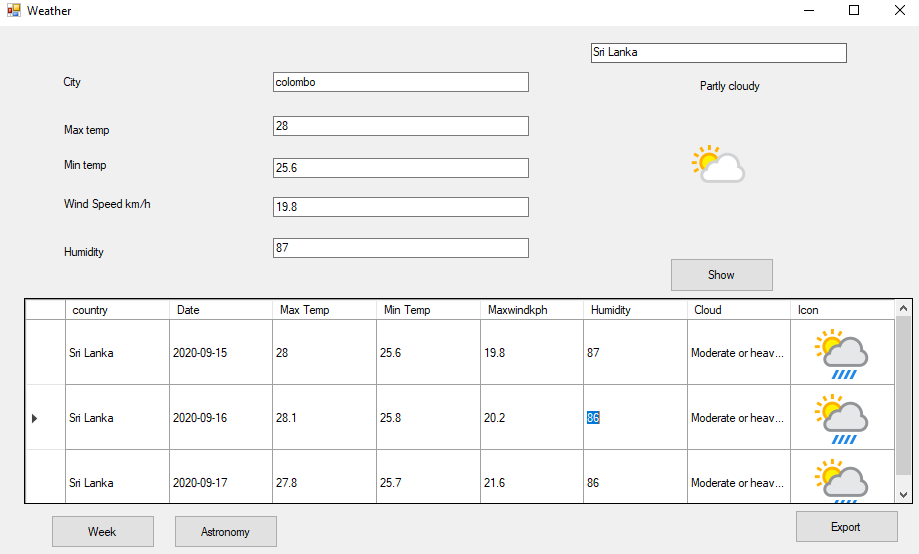 Weather
Sri Lanka
City colombo
Partly cloudy
Max temp 28
Min temp 25.6
Wind Speed km/h 19.8
Humidity 87
Show
country Date Max Temp Min Temp Maxwindkph Humidity Cloud Icon
Sri Lanka 2020-09-15 28 25.6 19.8 87 Moderate or heav...
Sri Lanka 2020-09-16 28.1 25.8 20.2 86 Moderate or heav...
Sri Lanka 2020-09-17 27.8 25.7 21.6 86 Moderate or heav...
Week Astronomy Export